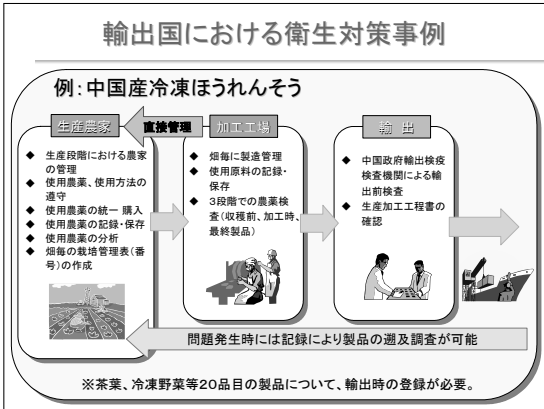 輸出国における衛生対策事例
例：中国産冷凍ほうれんそう
生産農家
直接管理
加工工場
輸 出
◆ 生産段階における農家
の管理
◆ 使用農薬、使用方法の
遵守
◆ 使用農薬の統一 購入
◆ 使用農薬の記録・保存
◆ 使用農薬の分析
◆ 畑毎の栽培管理表(番
号)の作成
◆ 畑毎に製造管理
◆ 使用原料の記録・
保存
◆ ３段階での農薬検
査(収穫前、加工時、
最終製品)
◆ 中国政府輸出検疫
検査機関による輸
出前検査
◆ 生産加工工程書の
確認
問題発生時には記録により製品の遡及調査が可能
※茶葉、冷凍野菜等２０品目の製品について、輸出時の登録が必要。